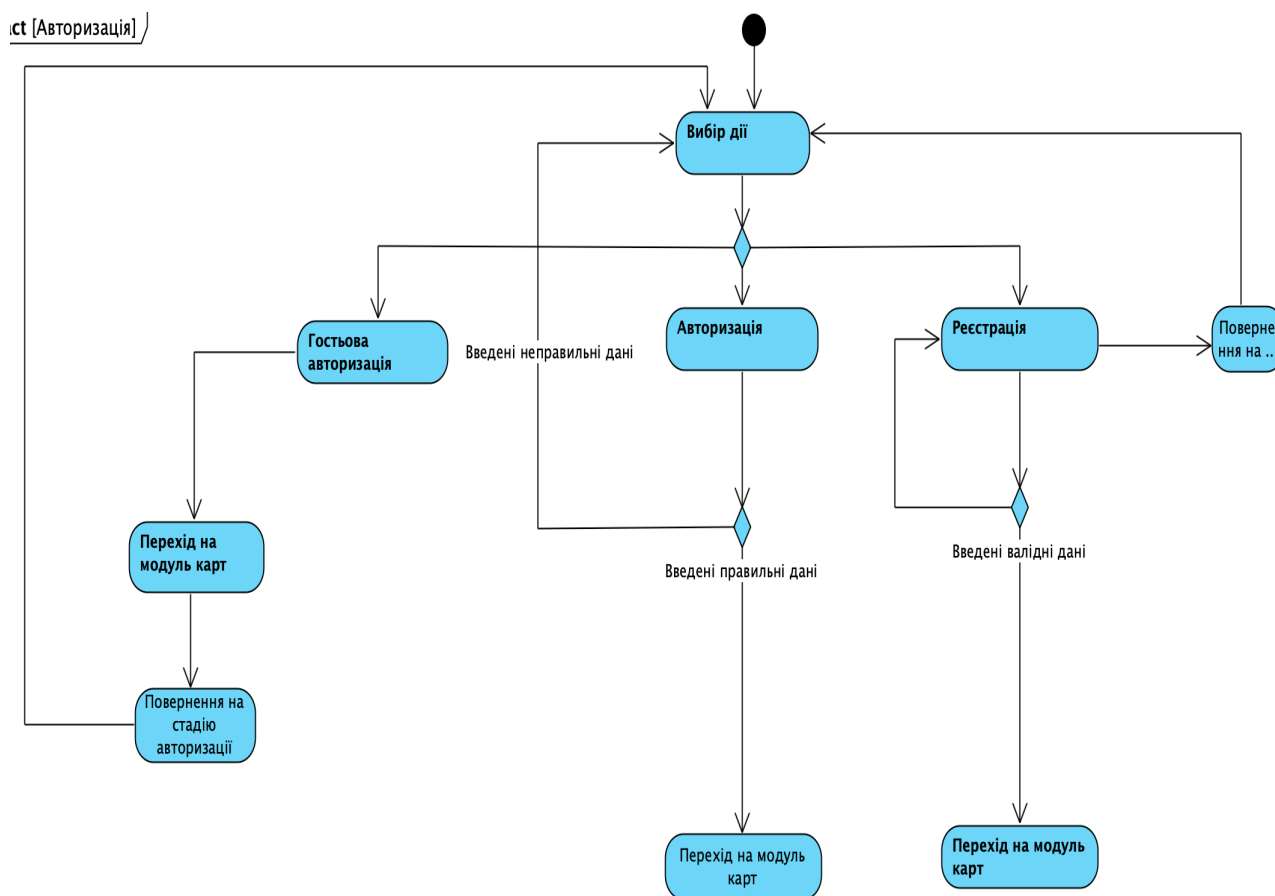 ct [Авторизація]
Вибір дії
Гостьова
авторизація
Введені неправильні дані
Авторизація
Реєстрація
Поверне
ння на ...
Перехід на
модуль карт
Введені правильні дані
Введені валідні дані
Повернення на
стадію
авторизації
Перехід на модуль
карт
Перехід на модуль
карт